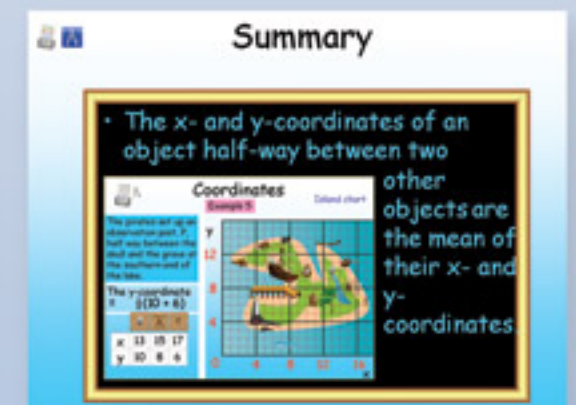 Summary
• The x- and y-coordinates of an
object half-way between two
other
objects are
the mean of
their x- and
y-
coordinates
Coordinates
Example 5
Island chart
The pirates set up an
observation post, P,
half way between the
skull and the grave at
the southern end of
the lake.
The y-coordinate
(10 + 6)
x 13 15 17
y 10 8 6
y
12
8
4
0 4 8 12 16
x